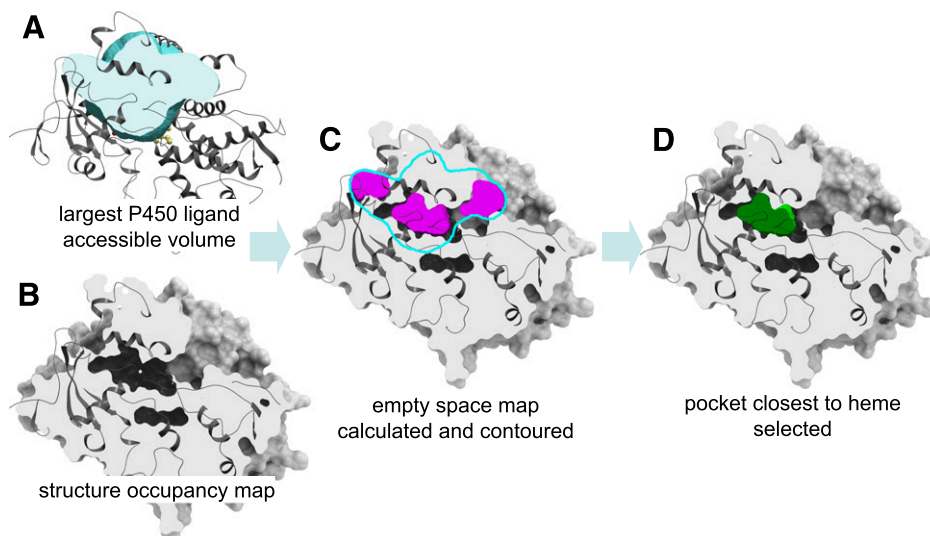 A
largest P450 ligand
accessible volume
B
structure occupancy map
C
empty space map
calculated and contoured
D
pocket closest to heme
selected